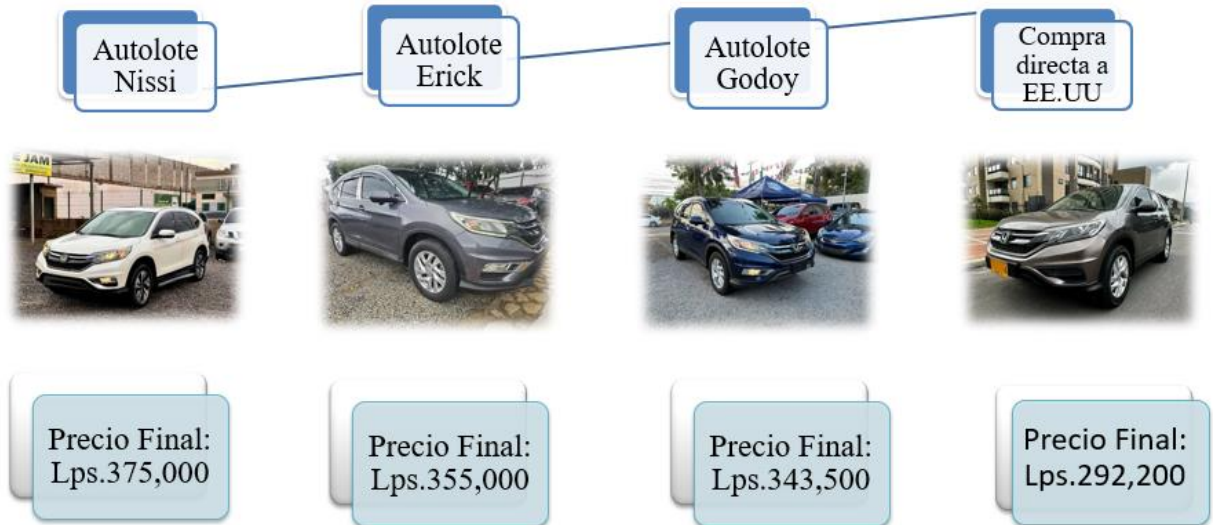 Autolote
Nissi
Autolote
Erick
Autolote
Godoy
Compra
directa a
EE.UU
E JAM
Precio Final:
Lps.375,000
Precio Final:
Lps.355,000
Precio Final:
Lps.343,500
Precio Final:
Lps.292,200